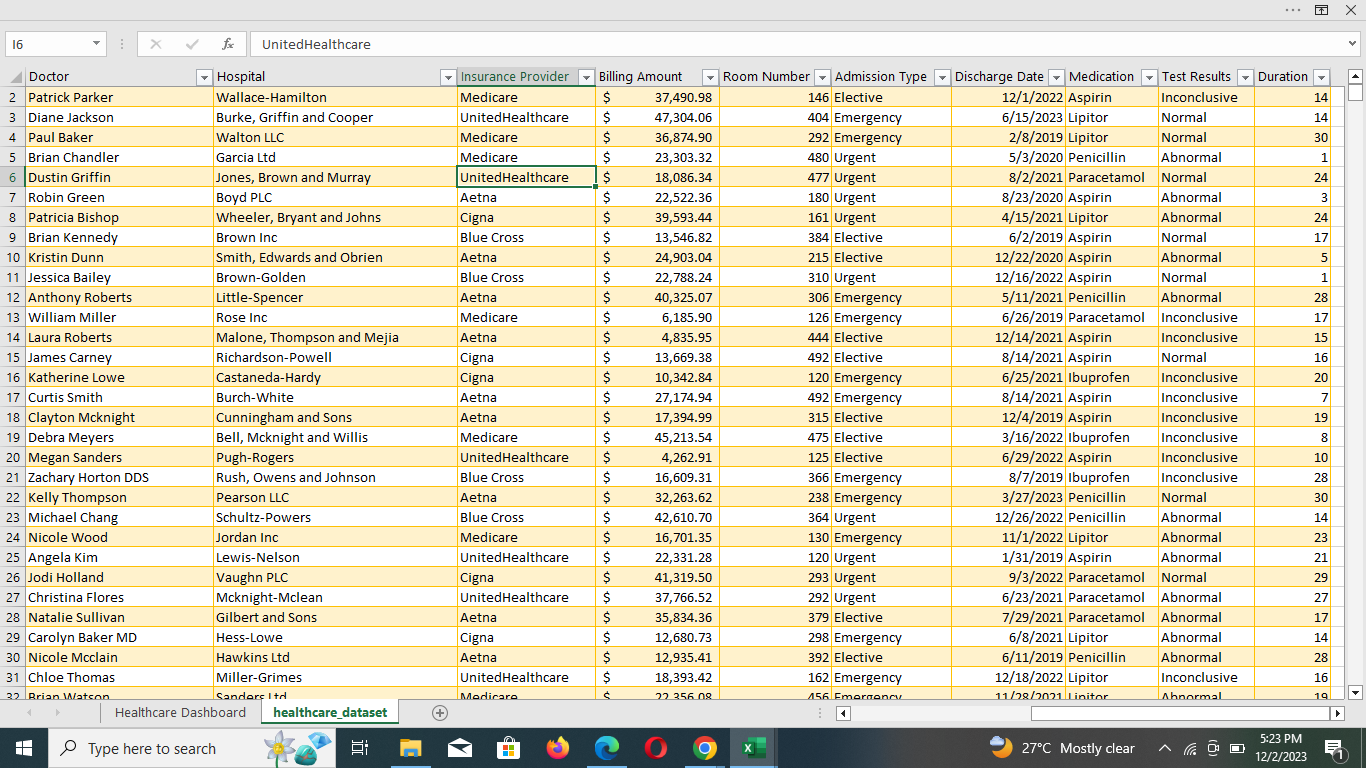 I6 fx UnitedHealthcare
Doctor Hospital Insurance Provider Billing Amount Room Number Admission Type Discharge Date Medication Test Results Duration
2 Patrick Parker Wallace-Hamilton Medicare $ 37,490.98 146 Elective 12/1/2022 Aspirin Inconclusive 14
3 Diane Jackson Burke, Griffin and Cooper UnitedHealthcare $ 47,304.06 404 Emergency 6/15/2023 Lipitor Normal 14
4 Paul Baker Walton LLC Medicare $ 36,874.90 292 Emergency 2/8/2019 Lipitor Normal 30
5 Brian Chandler Garcia Ltd Medicare $ 23,303.32 480 Urgent 5/3/2020 Penicillin Abnormal 1
6 Dustin Griffin Jones, Brown and Murray UnitedHealthcare $ 18,086.34 477 Urgent 8/2/2021 Paracetamol Normal 24
7 Robin Green Boyd PLC Aetna $ 22,522.36 180 Urgent 8/23/2020 Aspirin Abnormal 3
8 Patricia Bishop Wheeler, Bryant and Johns Cigna $ 39,593.44 161 Urgent 4/15/2021 Lipitor Abnormal 24
9 Brian Kennedy Brown Inc Blue Cross $ 13,546.82 384 Elective 6/2/2019 Aspirin Normal 17
10 Kristin Dunn Smith, Edwards and Obrien Aetna $ 24,903.04 215 Elective 12/22/2020 Aspirin Abnormal 5
11 Jessica Bailey Brown-Golden Blue Cross $ 22,788.24 310 Urgent 12/16/2022 Aspirin Normal 1
12 Anthony Roberts Little-Spencer Aetna $ 40,325.07 306 Emergency 5/11/2021 Penicillin Abnormal 28
13 William Miller Rose Inc Medicare $ 6,185.90 126 Emergency 6/26/2019 Paracetamol Inconclusive 17
14 Laura Roberts Malone, Thompson and Mejia Aetna $ 4,835.95 444 Elective 12/14/2021 Aspirin Inconclusive 15
15 James Carney Richardson-Powell Cigna $ 13,669.38 492 Elective 8/14/2021 Aspirin Normal 16
16 Katherine Lowe Castaneda-Hardy Cigna $ 10,342.84 120 Emergency 6/25/2021 Ibuprofen Inconclusive 20
17 Curtis Smith Burch-White Aetna $ 27,174.94 492 Emergency 8/14/2021 Aspirin Inconclusive 7
18 Clayton Mcknight Cunningham and Sons Aetna $ 17,394.99 315 Elective 12/4/2019 Aspirin Inconclusive 19
19 Debra Meyers Bell, Mcknight and Willis Medicare $ 45,213.54 475 Elective 3/16/2022 Ibuprofen Inconclusive 8
20 Megan Sanders Pugh-Rogers UnitedHealthcare $ 4,262.91 125 Elective 6/29/2022 Aspirin Inconclusive 10
21 Zachary Horton DDS Rush, Owens and Johnson Blue Cross $ 16,609.31 366 Emergency 8/7/2019 Ibuprofen Inconclusive 28
22 Kelly Thompson Pearson LLC Aetna $ 32,263.62 238 Emergency 3/27/2023 Penicillin Normal 30
23 Michael Chang Schultz-Powers Blue Cross $ 42,610.70 364 Urgent 12/26/2022 Penicillin Abnormal 14
24 Nicole Wood Jordan Inc Medicare $ 16,701.35 130 Emergency 11/1/2022 Lipitor Abnormal 23
25 Angela Kim Lewis-Nelson UnitedHealthcare $ 22,331.28 120 Urgent 1/31/2019 Aspirin Abnormal 21
26 Jodi Holland Vaughn PLC Cigna $ 41,319.50 293 Urgent 9/3/2022 Paracetamol Normal 29
27 Christina Flores Mcknight-Mclean UnitedHealthcare $ 37,766.52 292 Urgent 6/23/2021 Paracetamol Abnormal 27
28 Natalie Sullivan Gilbert and Sons Aetna $ 35,834.36 379 Elective 7/29/2021 Paracetamol Abnormal 17
29 Carolyn Baker MD Hess-Lowe Cigna $ 12,680.73 298 Emergency 6/8/2021 Lipitor Abnormal 14
30 Nicole Mcclain Hawkins Ltd Aetna $ 12,935.41 392 Elective 6/11/2019 Penicillin Abnormal 28
31 Chloe Thomas Miller-Grimes UnitedHealthcare $ 18,393.42 162 Emergency 12/18/2022 Lipitor Inconclusive 16
32 Brian Watson Sanders Ltd Medicare $ 22,356.08 456 Emergency 11/28/2021 Lipitor Abnormal 19
Healthcare Dashboard healthcare_dataset
Type here to search 27°C Mostly clear 5:23 PM
12/2/2023 1